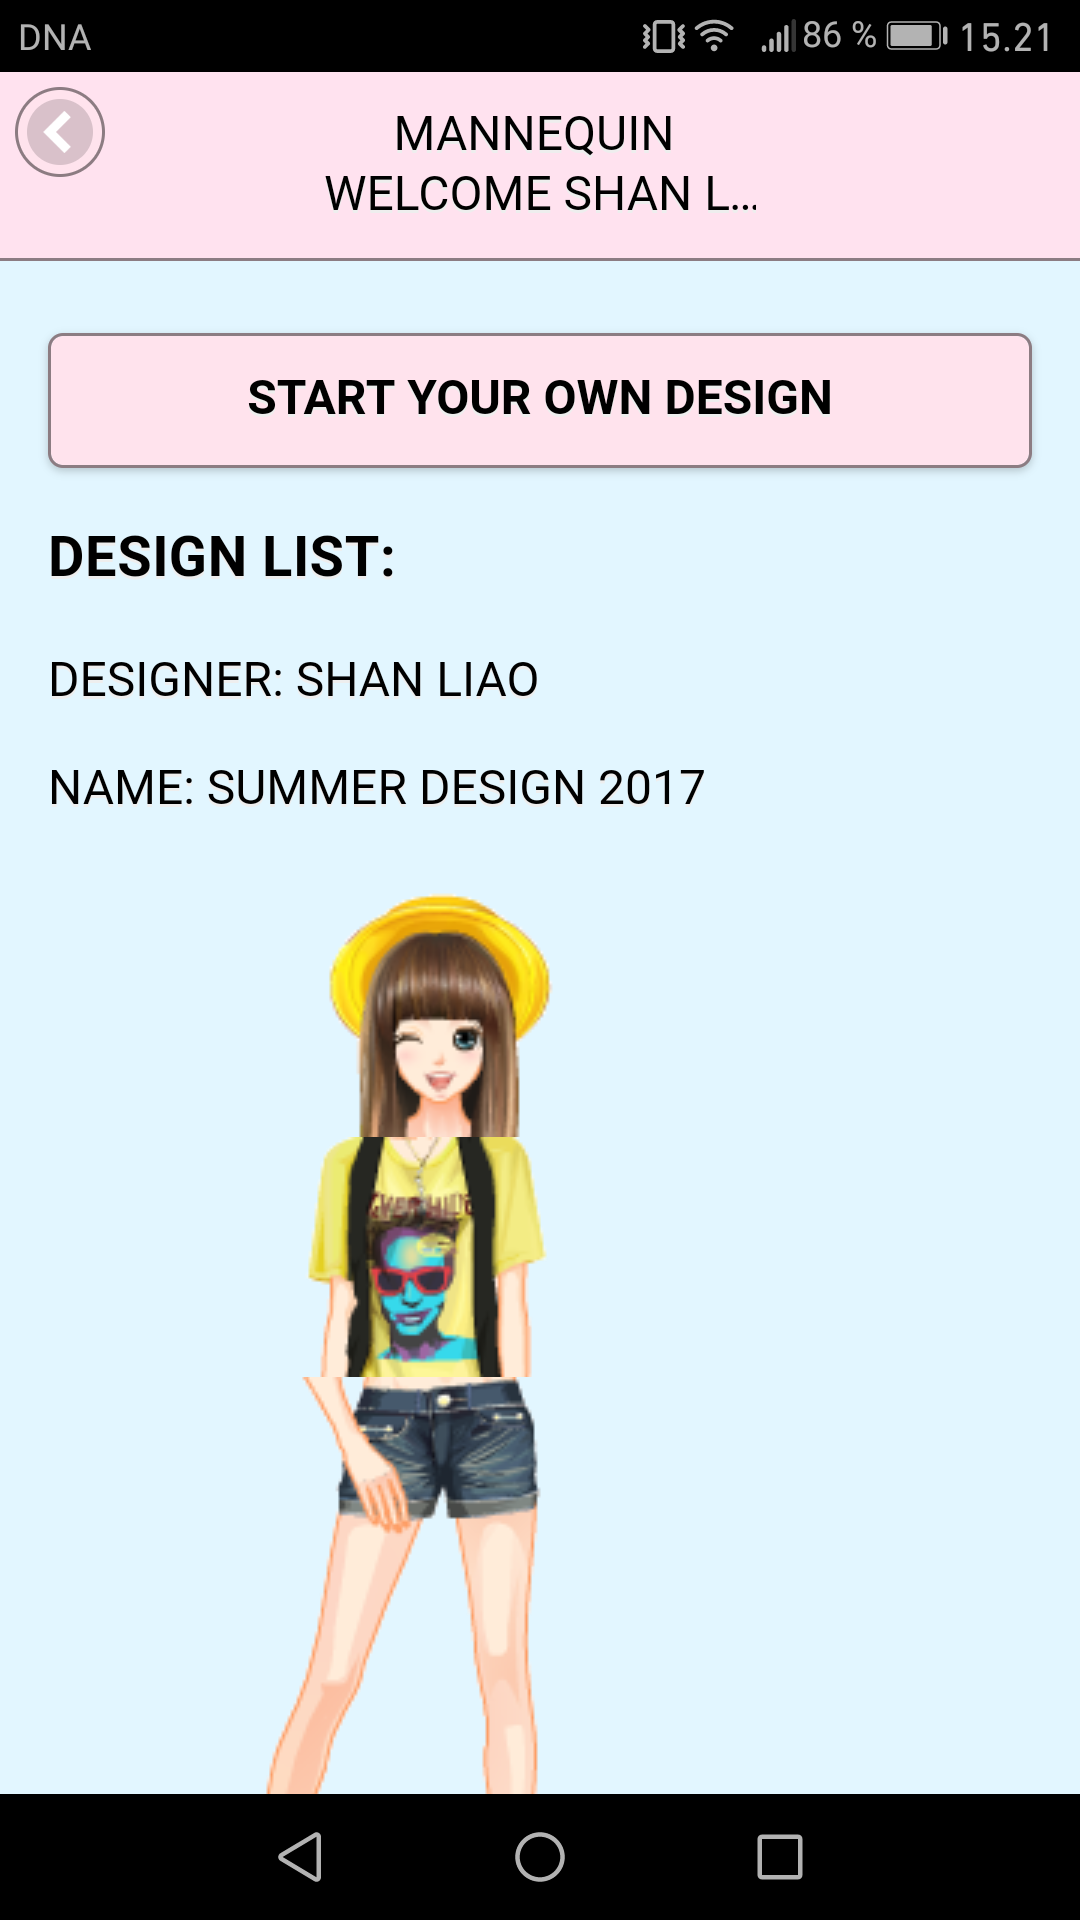 DNA 86 % 15.21
MANNEQUIN
WELCOME SHAN L...
START YOUR OWN DESIGN
DESIGN LIST:
DESIGNER: SHAN LIAO
NAME: SUMMER DESIGN 2017